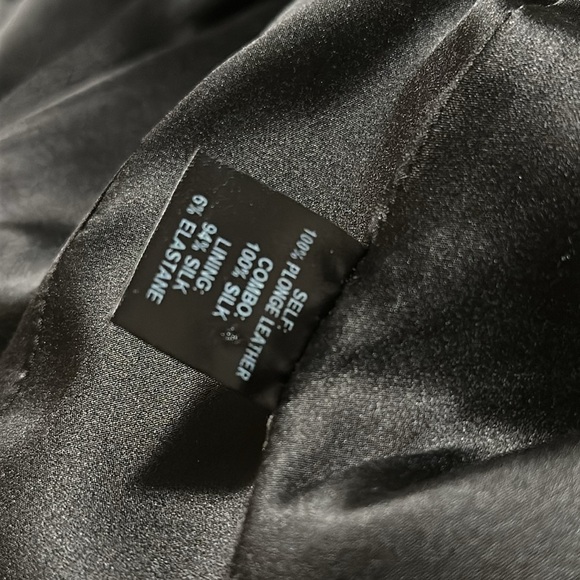 SELF:
100% PLONGE LEATHER
COMBO:
100% SILK
LINING:
94% SILK
6% ELASTANE